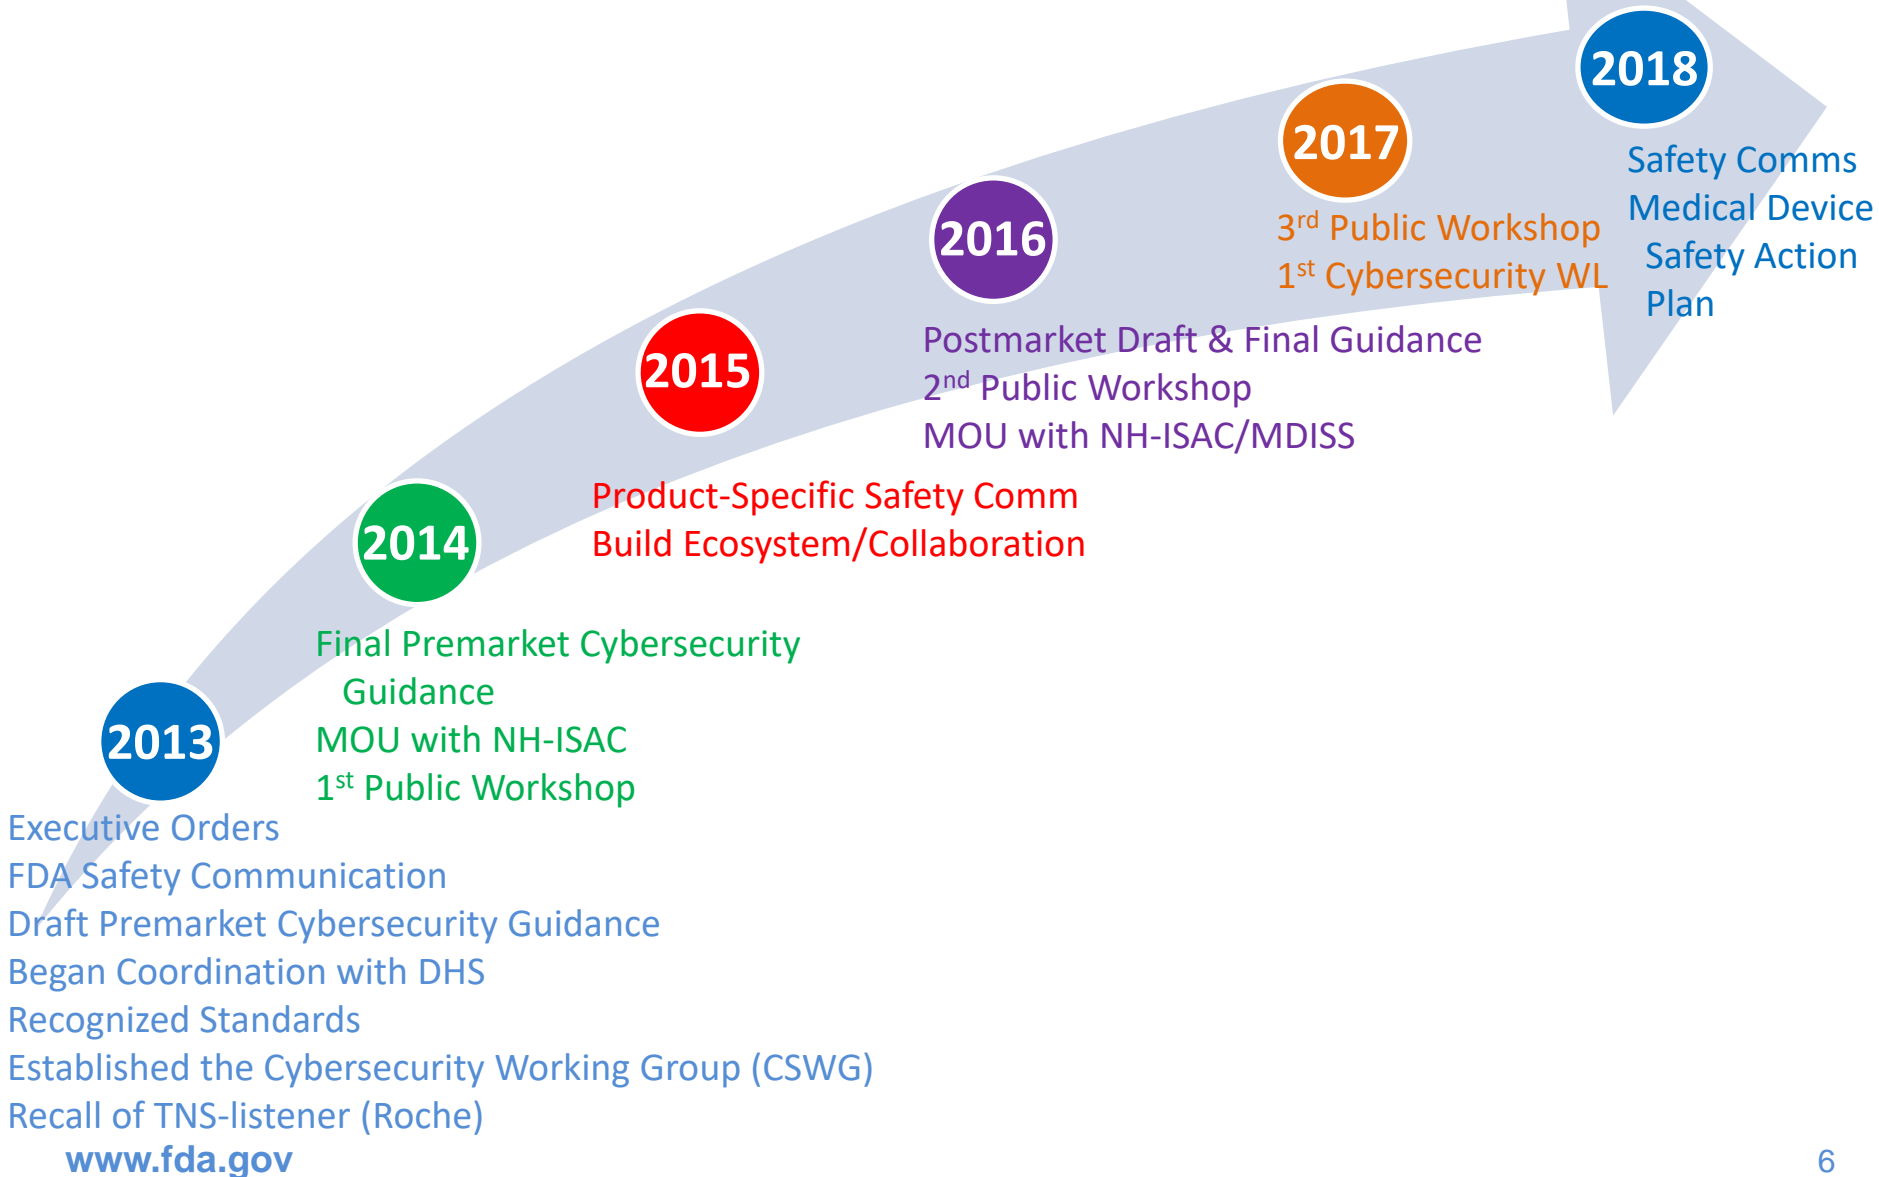 2013
Executive Orders
FDA Safety Communication
Draft Premarket Cybersecurity Guidance
Began Coordination with DHS
Recognized Standards
Established the Cybersecurity Working Group (CSWG)
Recall of TNS-listener (Roche)
2014
Final Premarket Cybersecurity
Guidance
MOU with NH-ISAC
1st Public Workshop
2015
Product-Specific Safety Comm
Build Ecosystem/Collaboration
2016
Postmarket Draft & Final Guidance
2nd Public Workshop
MOU with NH-ISAC/MDISS
2017
3rd Public Workshop
1st Cybersecurity WL
2018
Safety Comms
Medical Device
Safety Action
Plan
www.fda.gov
6